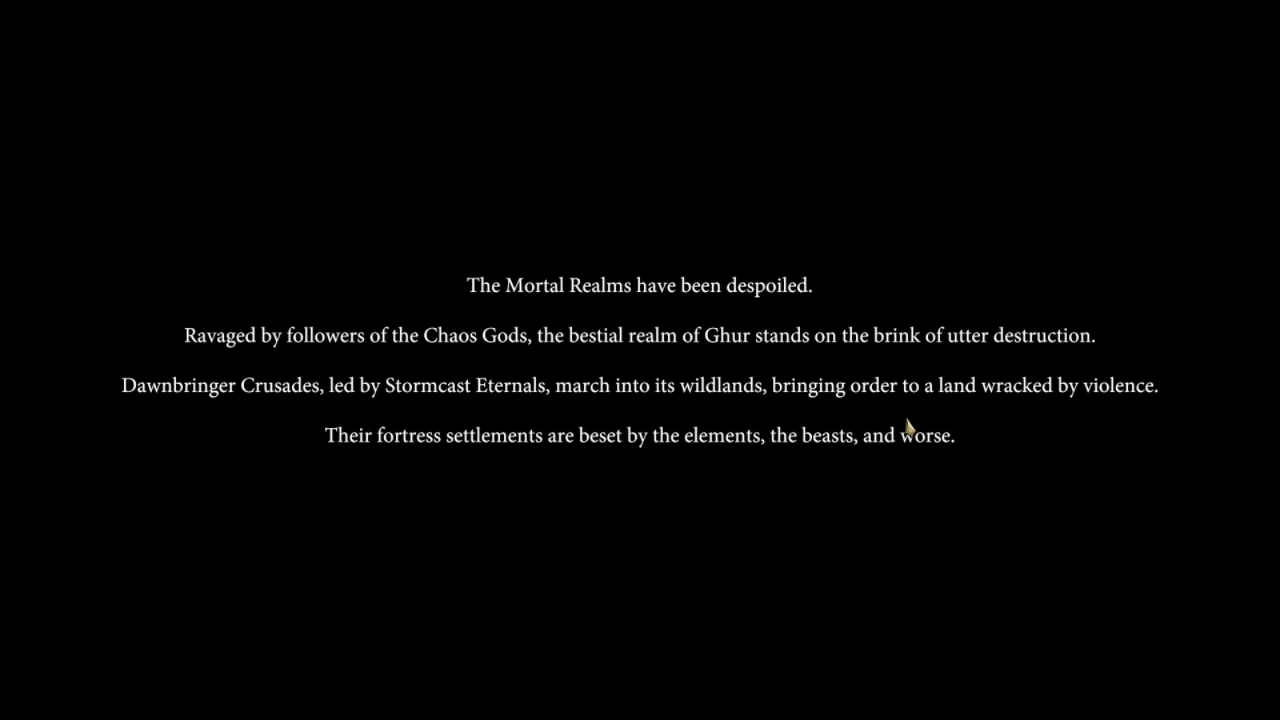 The Mortal Realms have been despoiled.
Ravaged by followers of the Chaos Gods, the bestial realm of Ghur stands on the brink of utter destruction.
Dawnbringer Crusades, led by Stormcast Eternals, march into its wildlands, bringing order to a land wracked by violence.
Their fortress settlements are beset by the elements, the beasts, and worse.